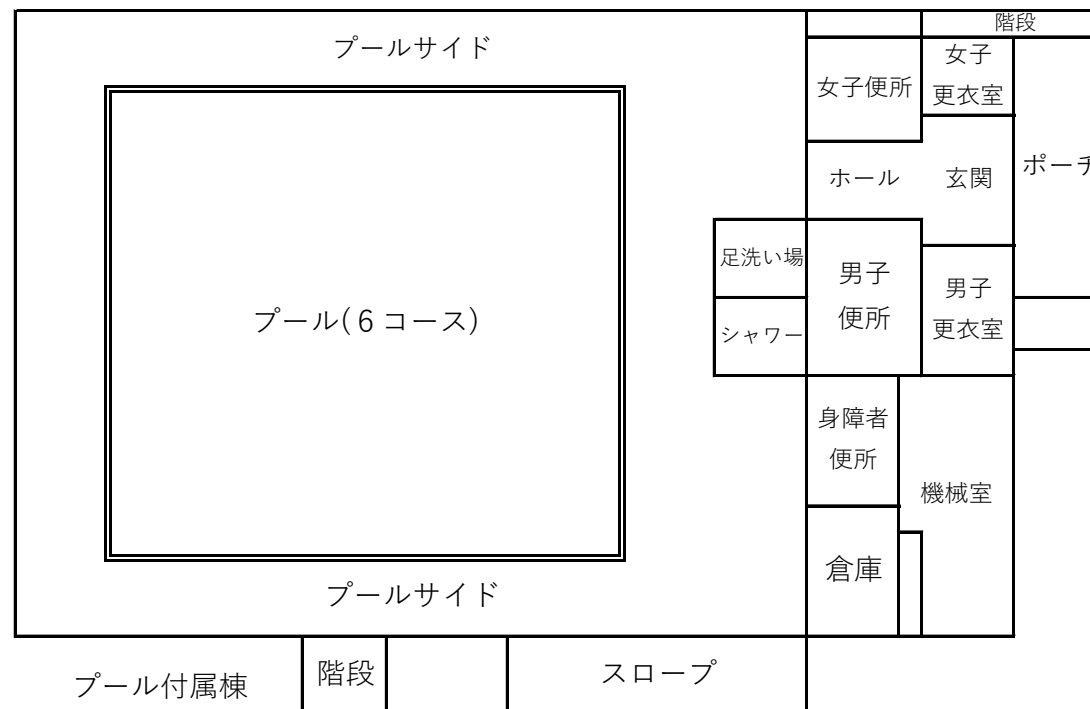 プールサイド
階段
女子便所
女子
更衣室
ホール
玄関
ポーチ
足洗い場
シャワー
男子
便所
男子
更衣室
プール(６コース)
身障者
便所
機械室
倉庫
プールサイド
プール付属棟
階段
スロープ